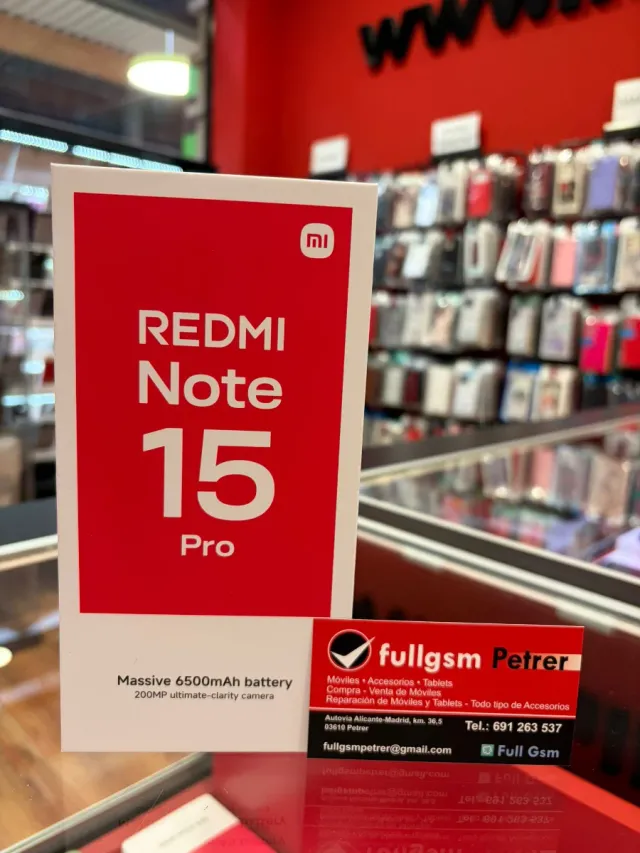 www.
mi
REDMI
Note
15
Pro
Massive 6500mAh battery
200MP ultimate-clarity camera
fullgsm Petrer
Móviles • Accesorios • Tablets
Compra - Venta de Móviles
Reparación de Móviles y Tablets - Todo tipo de Accesorios
Autovía Alicante-Madrid, km. 36,5
03610 Petrer
Tel.: 691 263 537
fullgsmpetrer@gmail.com
Full Gsm